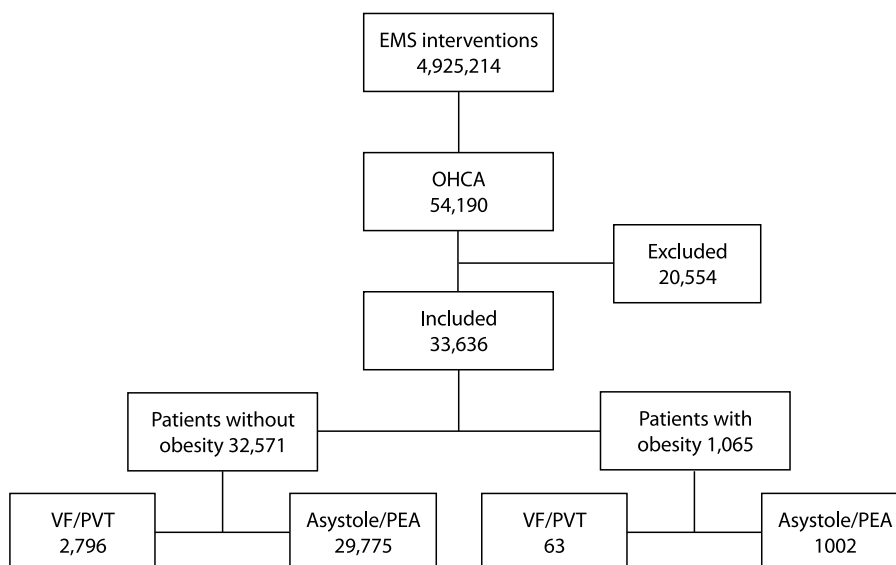 EMS interventions
4,925,214
OHCA
54,190
Excluded
20,554
Included
33,636
Patients without
obesity 32,571
Patients with
obesity 1,065
VF/PVT
2,796
Asystole/PEA
29,775
VF/PVT
63
Asystole/PEA
1002